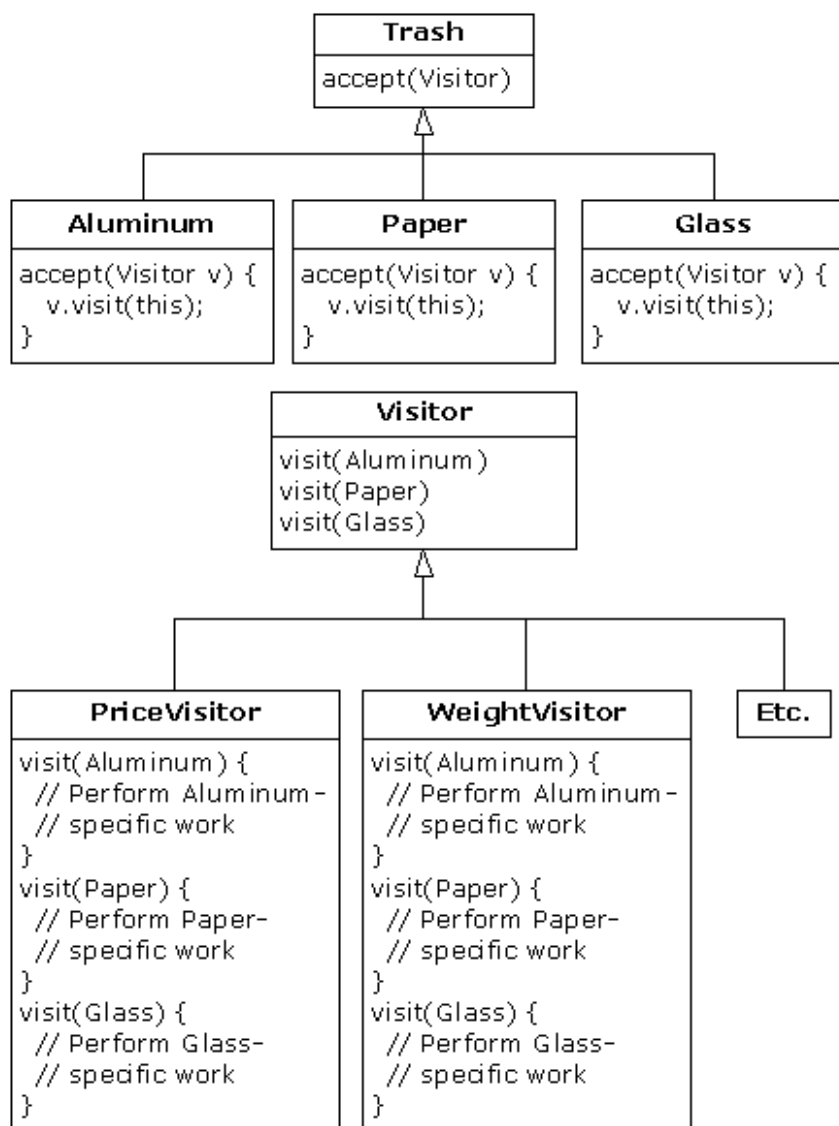 Trash
accept(Visitor)
Aluminum
accept(Visitor v) {
v.visit(this);
}
Paper
accept(Visitor v) {
v.visit(this);
}
Glass
accept(Visitor v) {
v.visit(this);
}
Visitor
visit(Aluminum)
visit(Paper)
visit(Glass)
PriceVisitor
visit(Aluminum) {
// Perform Aluminum-
// specific work
}
visit(Paper) {
// Perform Paper-
// specific work
}
visit(Glass) {
// Perform Glass-
// specific work
}
WeightVisitor
visit(Aluminum) {
// Perform Aluminum-
// specific work
}
visit(Paper) {
// Perform Paper-
// specific work
}
visit(Glass) {
// Perform Glass-
// specific work
}
Etc.